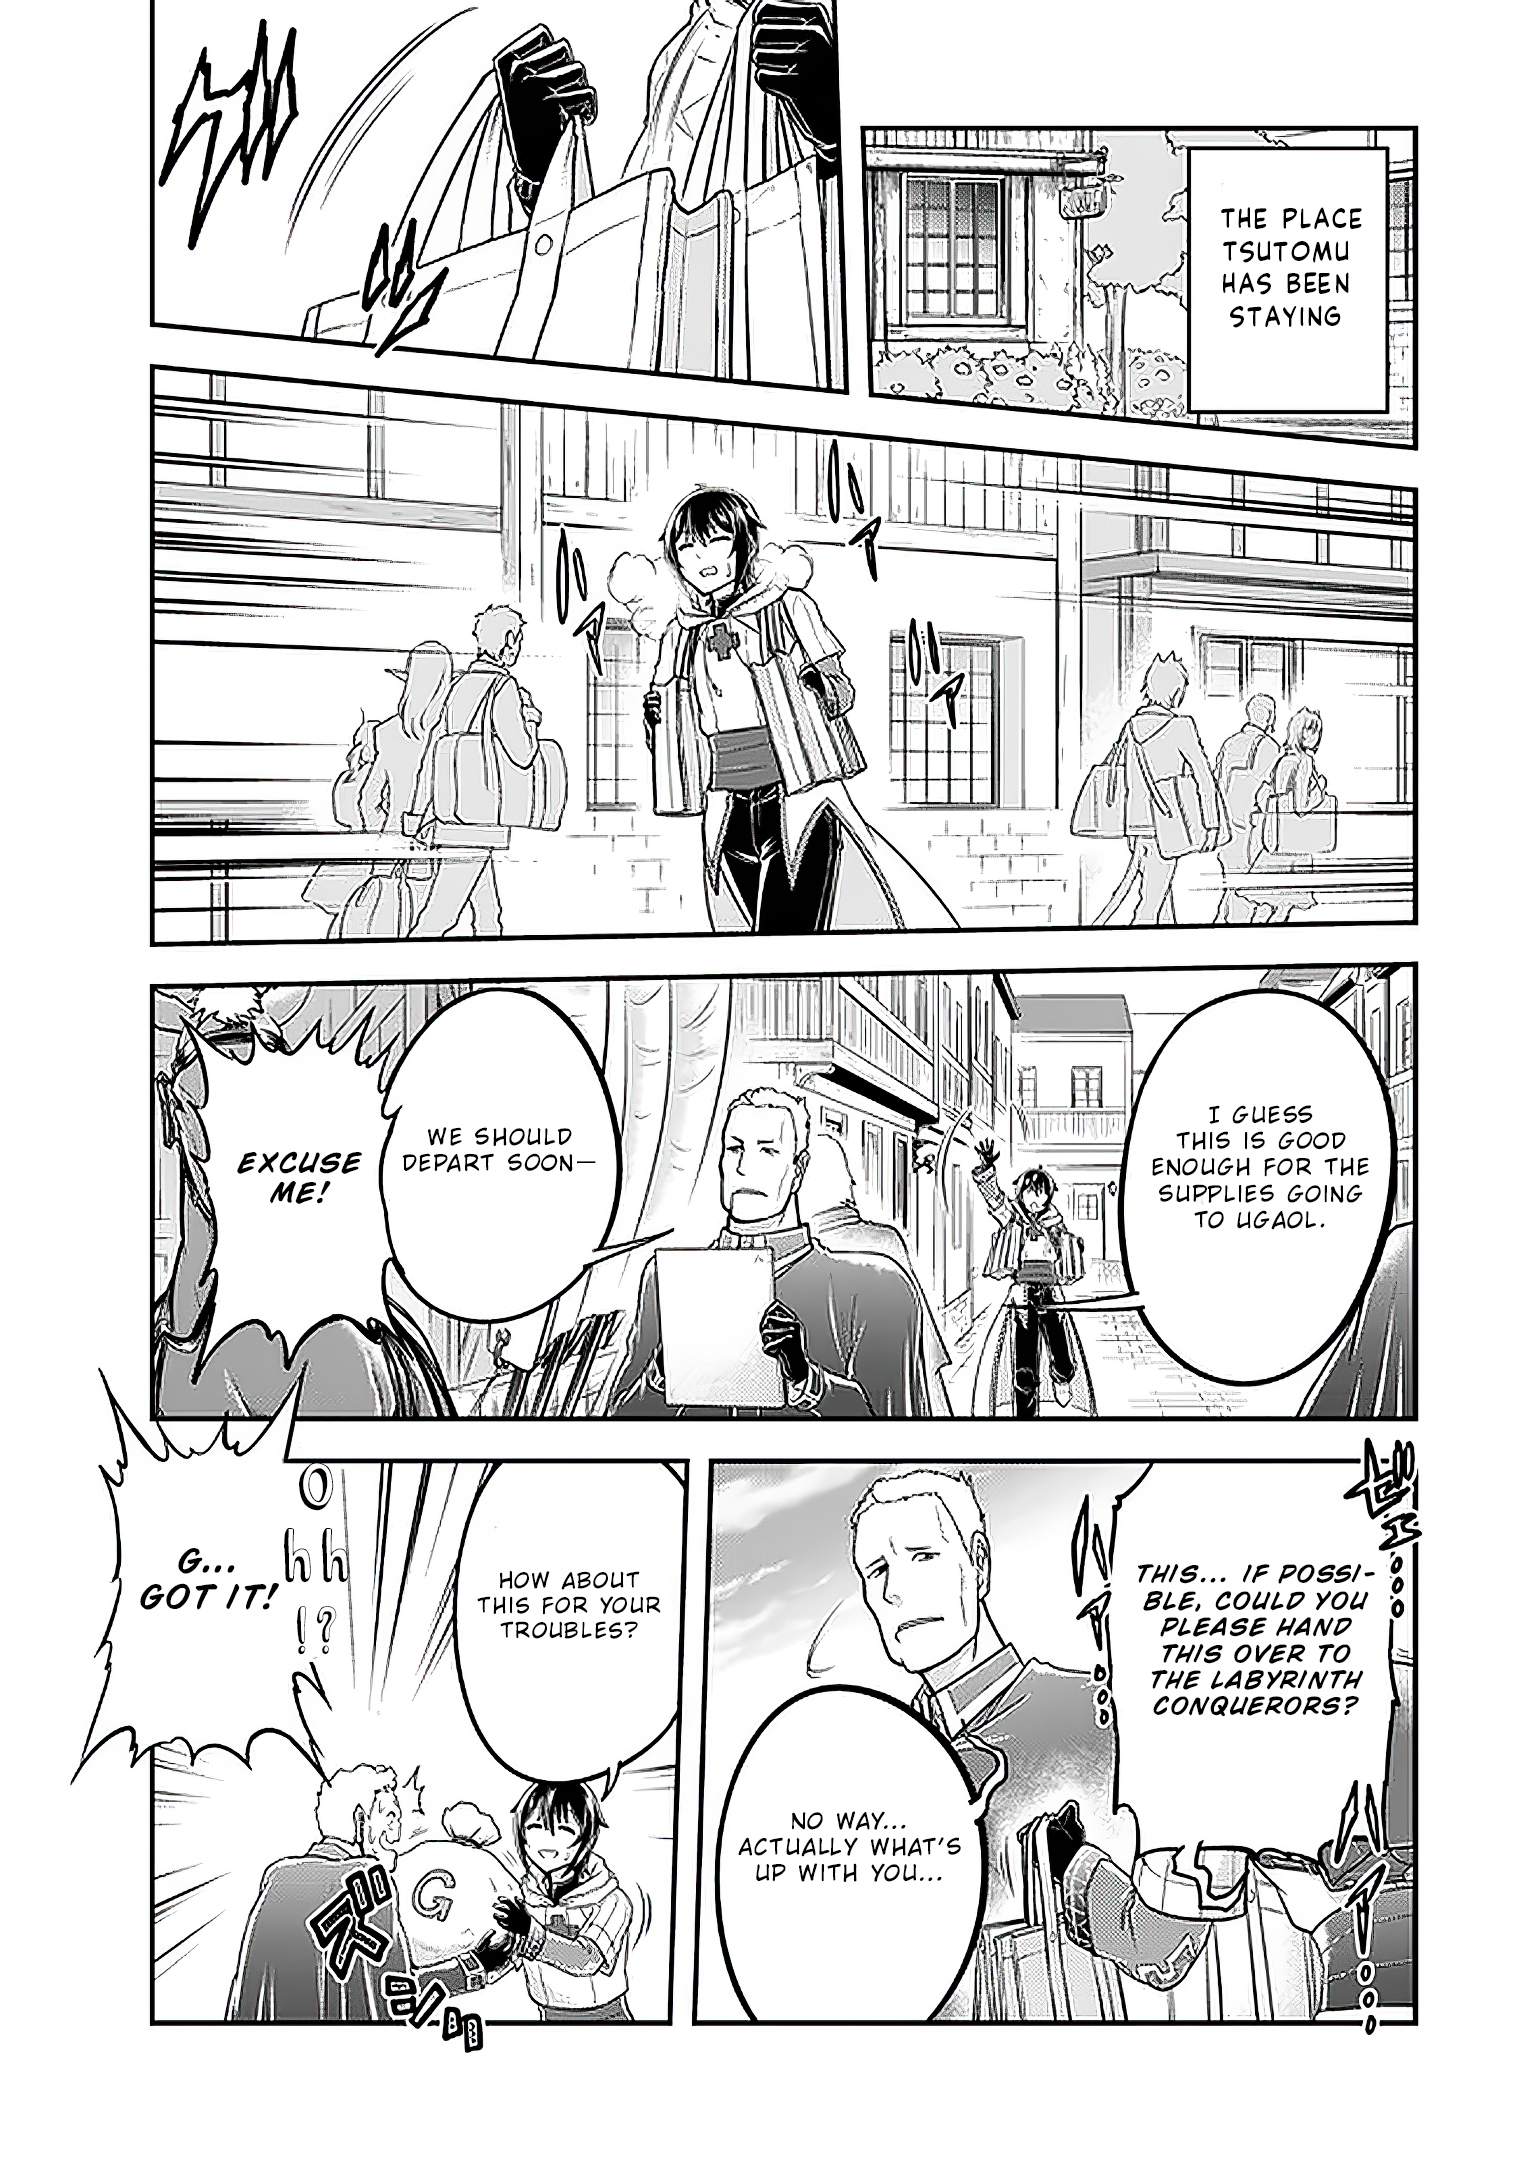 THE PLACE
TSUTOMU
HAS BEEN
STAYING
I GUESS
THIS IS GOOD
ENOUGH FOR THE
SUPPLIES GOING
TO UGAOL.
WE SHOULD
DEPART SOON—
EXCUSE
ME!
THIS... IF POSSI-
BLE, COULD YOU
PLEASE HAND
THIS OVER TO
THE LABYRINTH
CONQUERORS?
NO WAY...
ACTUALLY WHAT'S
UP WITH YOU...
HOW ABOUT
THIS FOR YOUR
TROUBLES?
Ohh!?
G...
GOT IT!
G